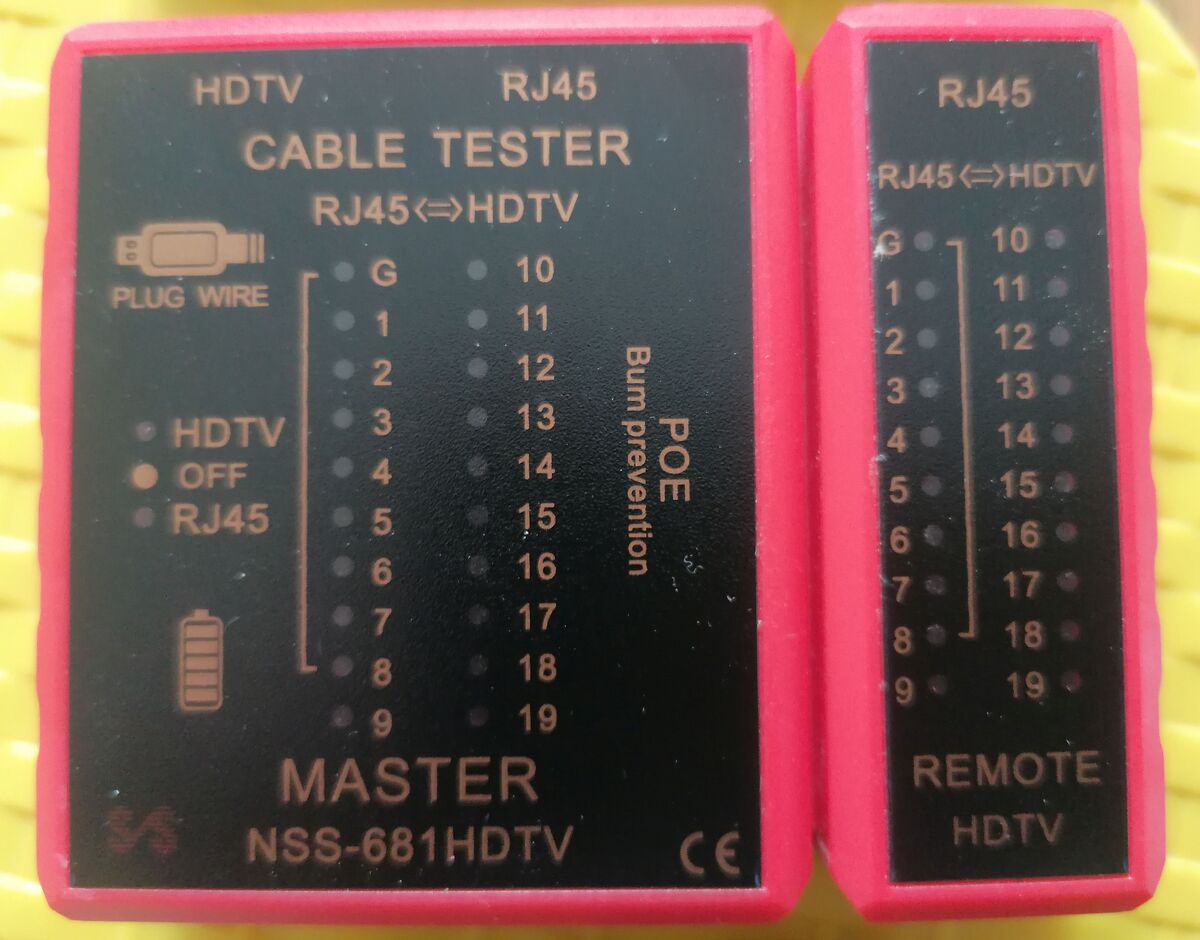 HDTV RJ45
CABLE TESTER
RJ45<=>HDTV
PLUG WIRE
HDTV
OFF
RJ45
G 10
1 11
2 12
3 13
4 14
5 15
6 16
7 17
8 18
9 19
POE
Bum prevention
MASTER
NSS-681HDTV
CE
RJ45
RJ45<=>HDTV
G 10
1 11
2 12
3 13
4 14
5 15
6 16
7 17
8 18
9 19
REMOTE
HDTV